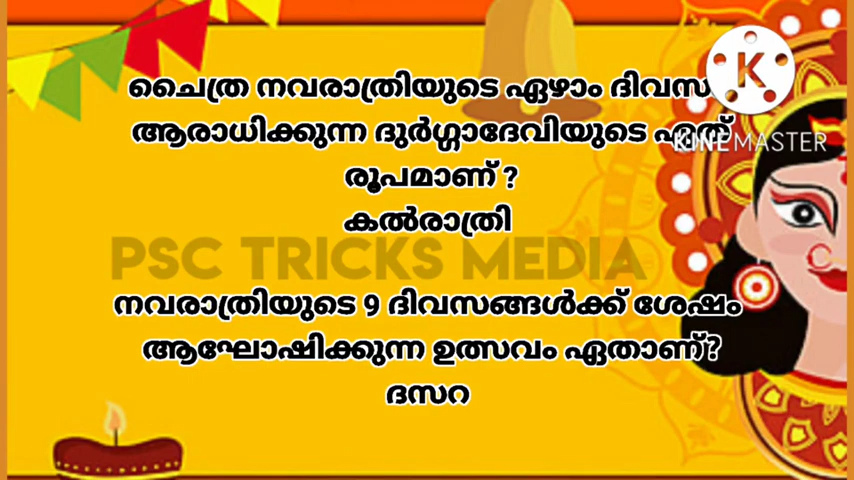 ചൈത്ര നവരാത്രിയുടെ ഏഴാം ദിവസം
ആരാധിക്കുന്ന ദുർഗ്ഗാദേവിയുടെ ഏത്
രൂപമാണ് ?
കൽരാത്രി
PSC TRICKS MEDIA
നവരാത്രിയുടെ 9 ദിവസങ്ങൾക്ക് ശേഷം
ആഘോഷിക്കുന്ന ഉത്സവം ഏതാണ്?
ദസറ
K
KINEMASTER